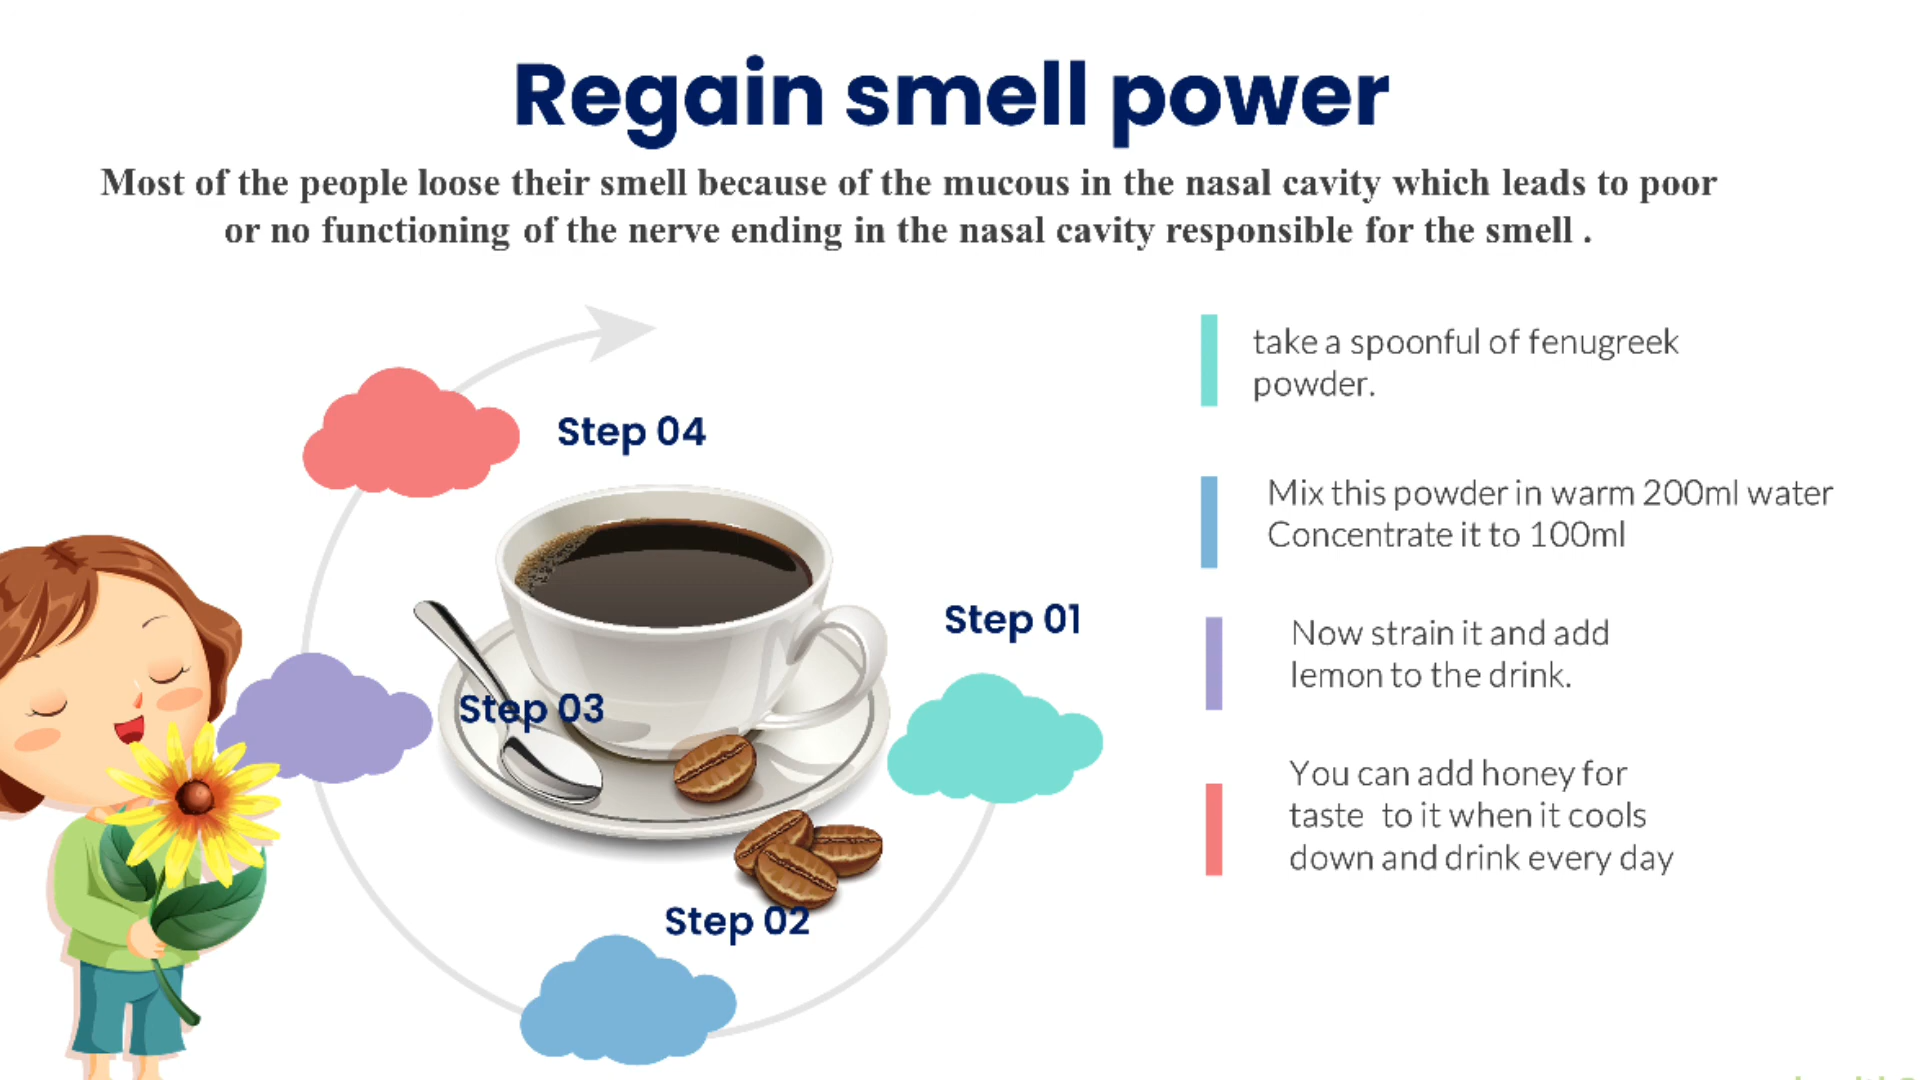 Regain smell power
Most of the people loose their smell because of the mucous in the nasal cavity which leads to poor
or no functioning of the nerve ending in the nasal cavity responsible for the smell .
take a spoonful of fenugreek
powder.
Step 04
Mix this powder in warm 200ml water
Concentrate it to 100ml
Step 01
Now strain it and add
lemon to the drink.
Step 03
You can add honey for
taste to it when it cools
down and drink every day
Step 02